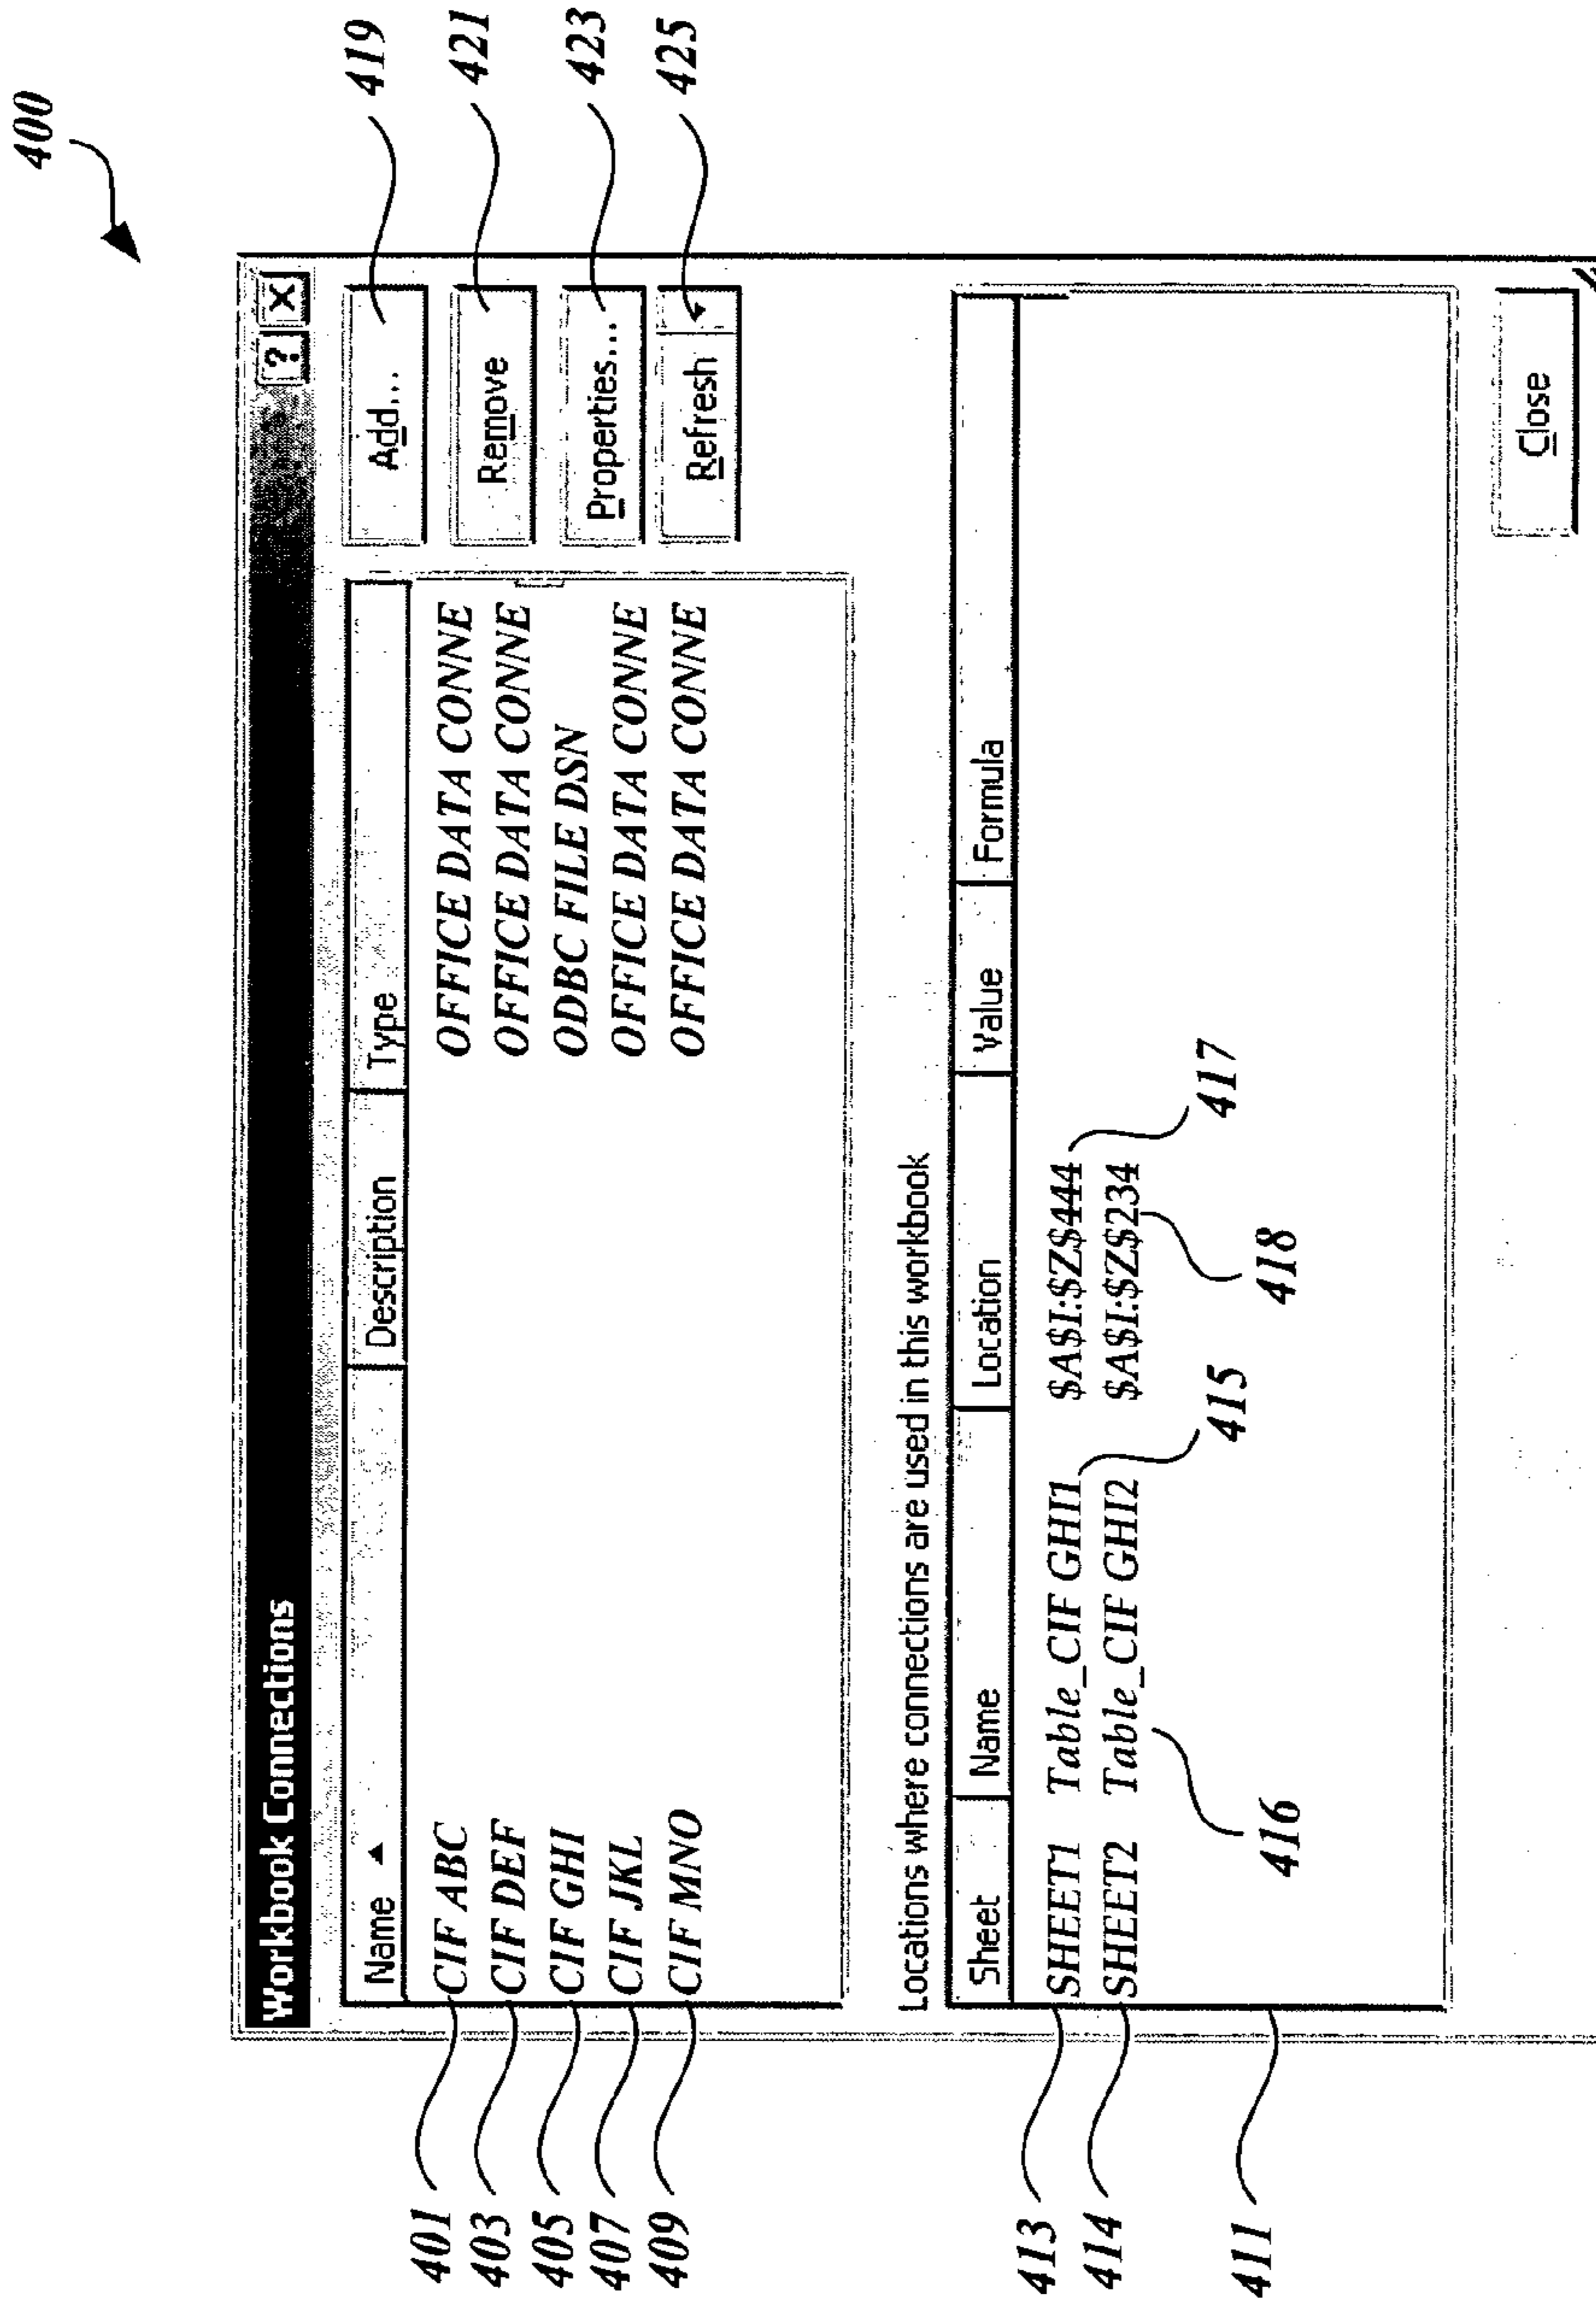 400
Workbook Connections ? X
Name ▲ Description Type
401 CIF ABC OFFICE DATA CONNE
403 CIF DEF OFFICE DATA CONNE
405 CIF GHI ODBC FILE DSN
407 CIF JKL OFFICE DATA CONNE
409 CIF MNO OFFICE DATA CONNE
Add... 419
Remove 421
Properties... 423
Refresh 425
Locations where connections are used in this workbook
Sheet Name Location Value Formula
413 SHEET1 Table_CIF GHI1 $A$1:$Z$444
414 SHEET2 Table_CIF GHI2 $A$1:$Z$234
415 417
416 418
411
Close